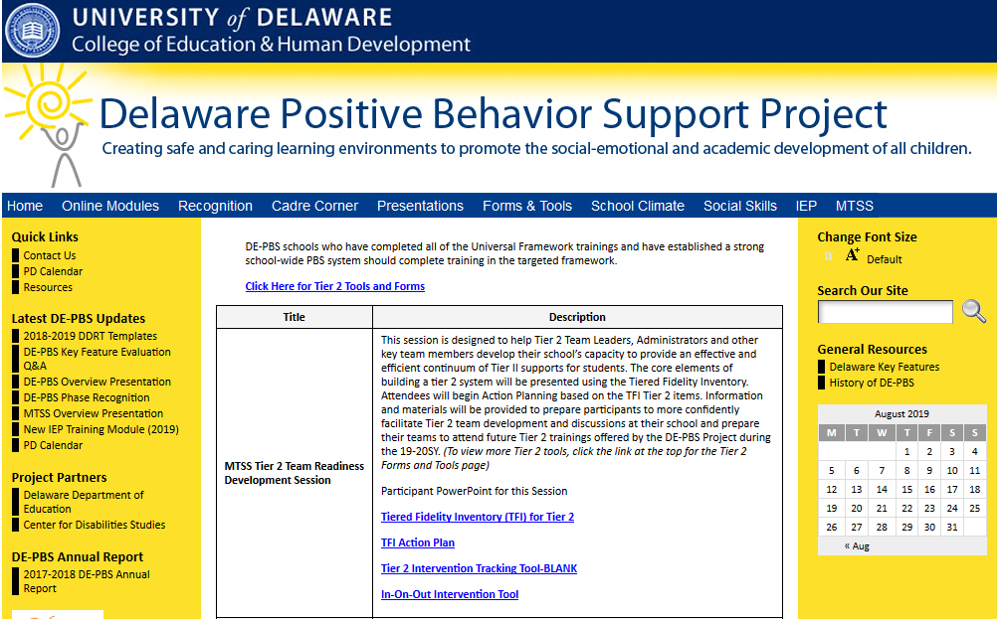 UNIVERSITY of DELAWARE
College of Education & Human Development
Delaware Positive Behavior Support Project
Creating safe and caring learning environments to promote the social-emotional and academic development of all children.
Home Online Modules Recognition Cadre Corner Presentations Forms & Tools School Climate Social Skills IEP MTSS
Quick Links
Contact Us
PD Calendar
Resources
Latest DE-PBS Updates
2018-2019 DDRT Templates
DE-PBS Key Feature Evaluation
Q&A
DE-PBS Overview Presentation
DE-PBS Phase Recognition
MTSS Overview Presentation
New IEP Training Module (2019)
PD Calendar
Project Partners
Delaware Department of
Education
Center for Disabilities Studies
DE-PBS Annual Report
2017-2018 DE-PBS Annual
Report
DE-PBS schools who have completed all of the Universal Framework trainings and have established a strong
school-wide PBS system should complete training in the targeted framework.
Click Here for Tier 2 Tools and Forms
Title Description
MTSS Tier 2 Team Readiness
Development Session
This session is designed to help Tier 2 Team Leaders, Administrators and other
key team members develop their school's capacity to provide an effective and
efficient continuum of Tier II supports for students. The core elements of
building a tier 2 system will be presented using the Tiered Fidelity Inventory.
Attendees will begin Action Planning based on the TFI Tier 2 items. Information
and materials will be provided to prepare participants to more confidently
facilitate Tier 2 team development and discussions at their school and prepare
their teams to attend future Tier 2 trainings offered by the DE-PBS Project during
the 19-20SY. (To view more Tier 2 tools, click the link at the top for the Tier 2
Forms and Tools page)
Participant PowerPoint for this Session
Tiered Fidelity Inventory (TFI) for Tier 2
TFI Action Plan
Tier 2 Intervention Tracking Tool-BLANK
In-On-Out Intervention Tool
Change Font Size
A+ Default
Search Our Site
General Resources
Delaware Key Features
History of DE-PBS
August 2019
M T W T F S S
1 2 3 4
5 6 7 8 9 10 11
12 13 14 15 16 17 18
19 20 21 22 23 24 25
26 27 28 29 30 31
« Aug